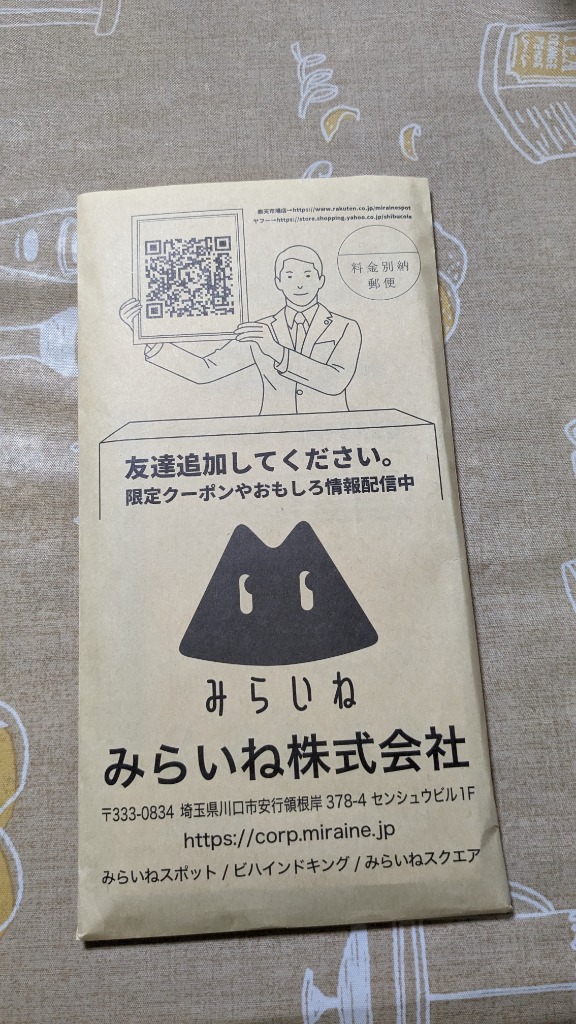 楽天市場店→https://www.rakuten.co.jp/mirainespot
ヤフー→https://store.shopping.yahoo.co.jp/shibucola
料金別納
郵便
友達追加してください。
限定クーポンやおもしろ情報配信中
みらいね
みらいね株式会社
〒333-0834 埼玉県川口市安行領根岸 378-4 センシュウビル1F
https://corp.miraine.jp
みらいねスポット / ビハインドキング / みらいねスクエア